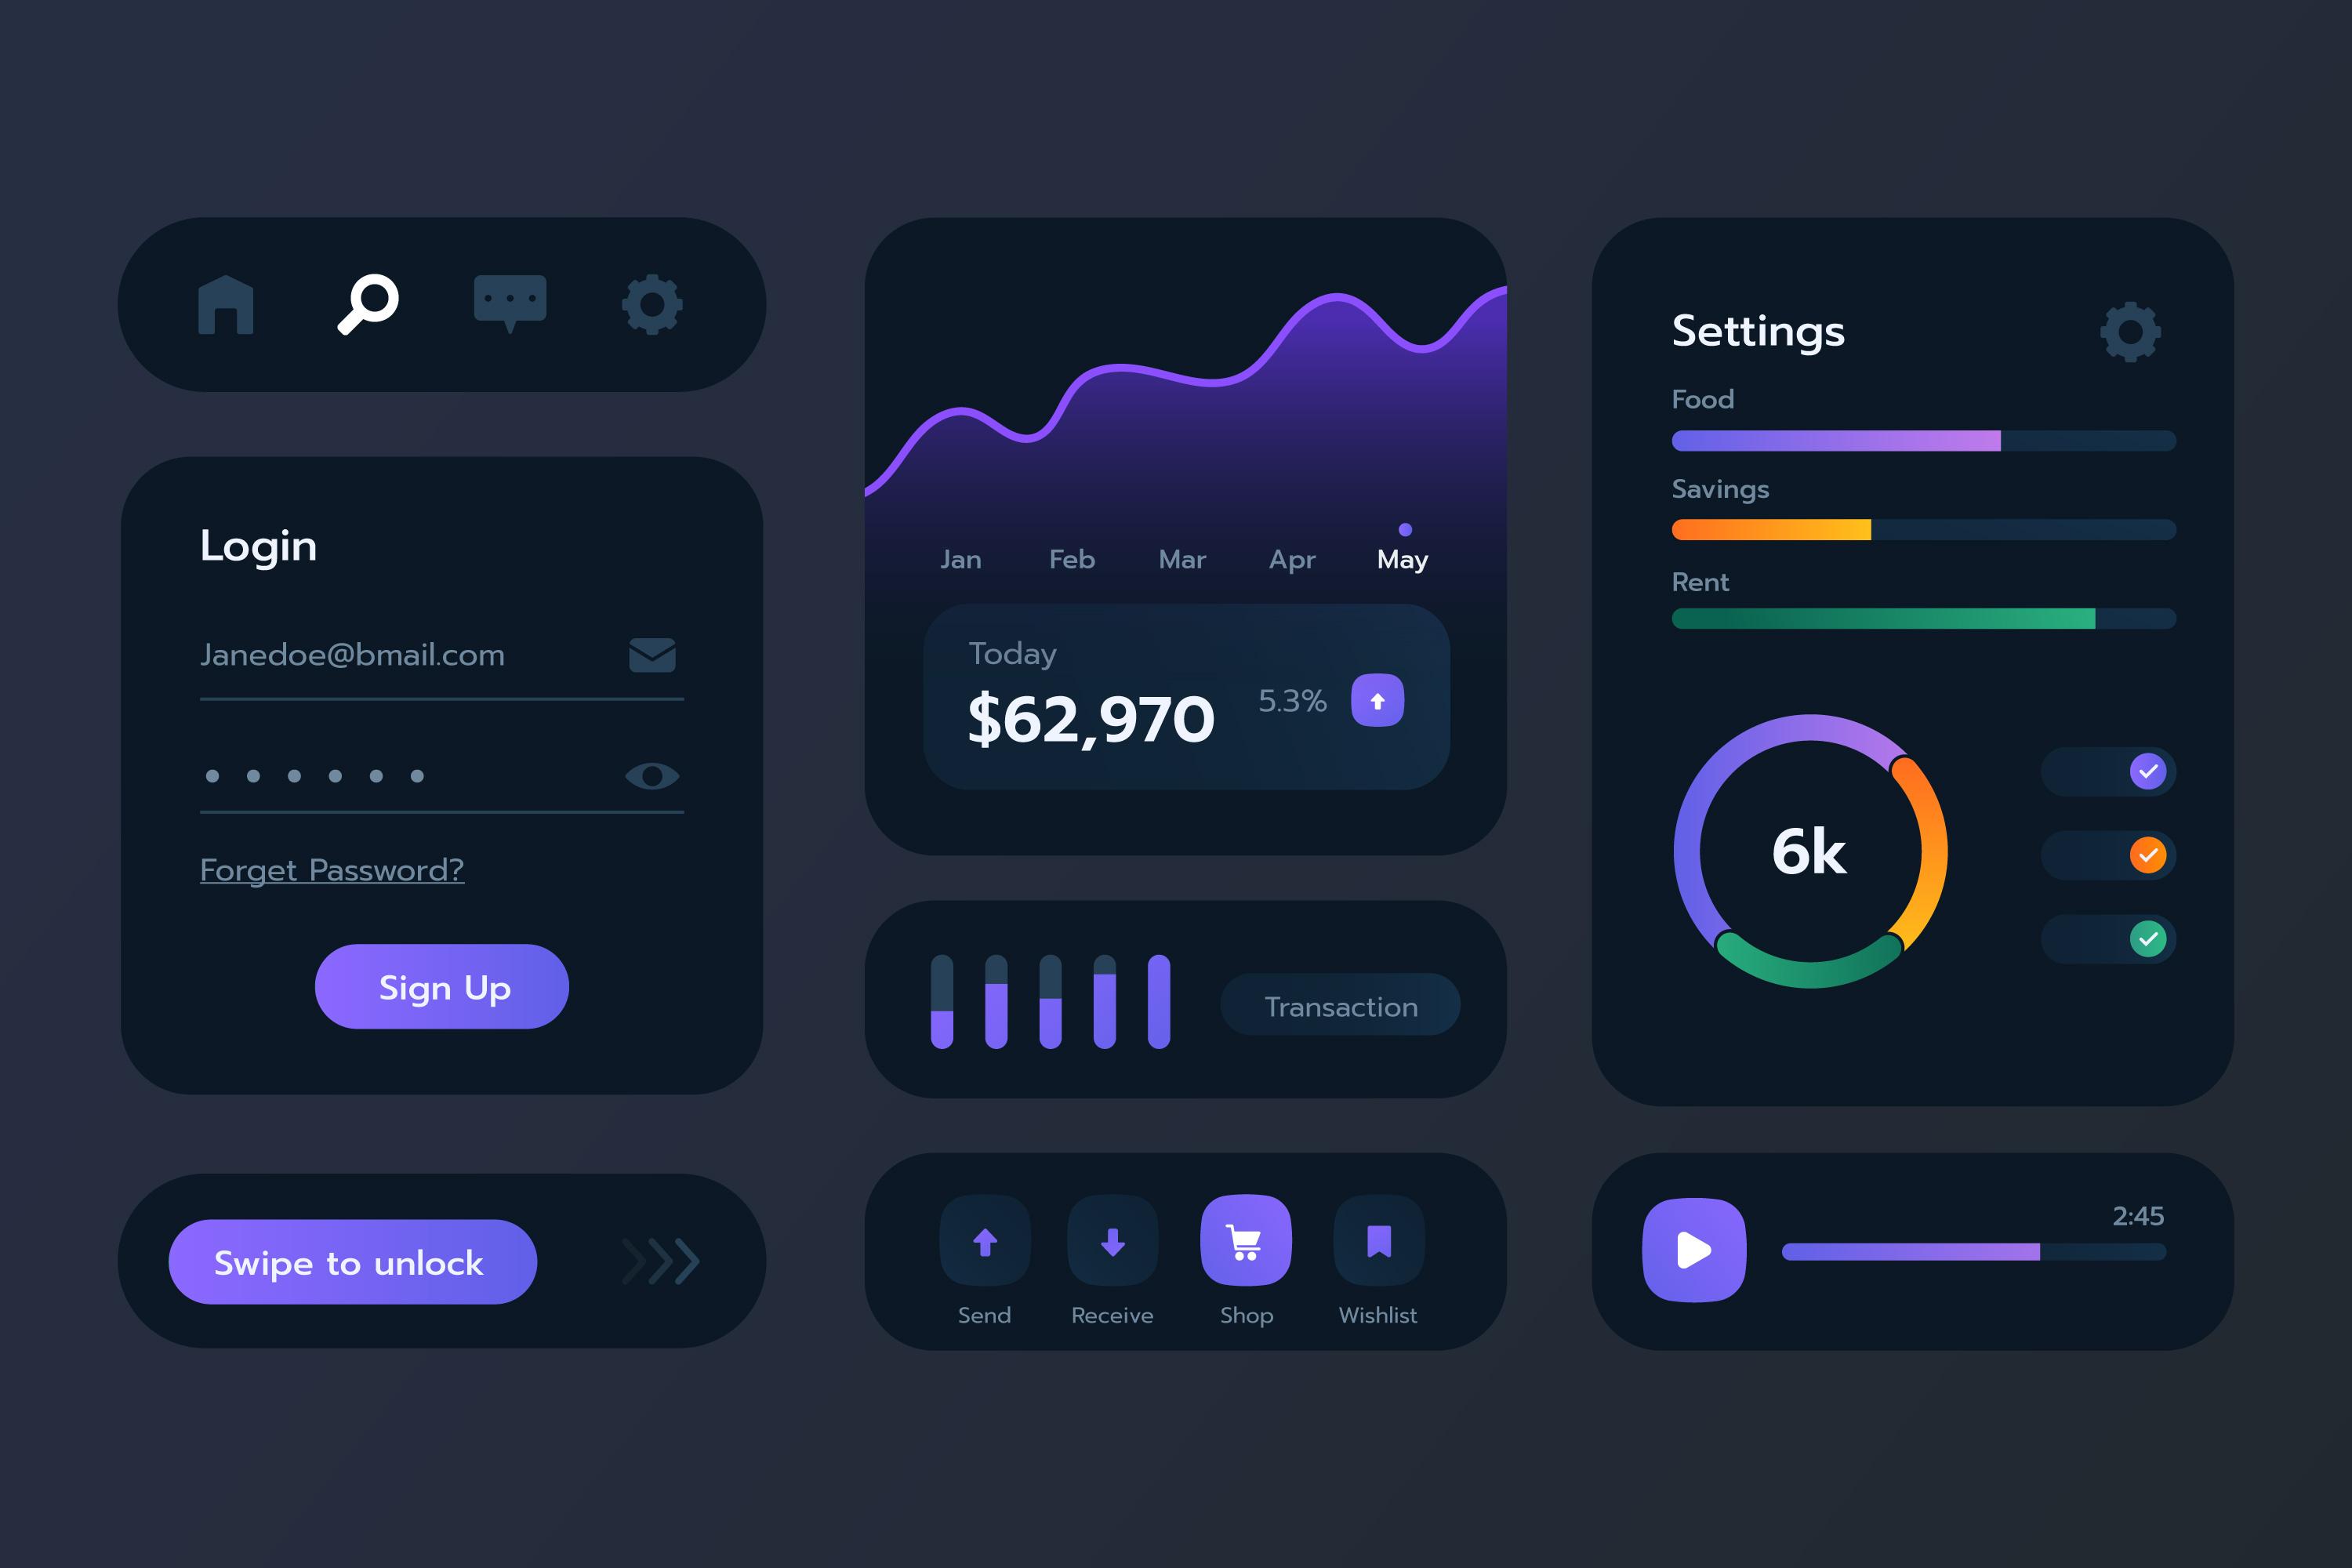 Login
Janedoe@bmail.com
Forget Password?
Sign Up
Swipe to unlock
Jan Feb Mar Apr May
Today
$62,970 5.3%
Transaction
Send Receive Shop Wishlist
Settings
Food
Savings
Rent
6k
2:45